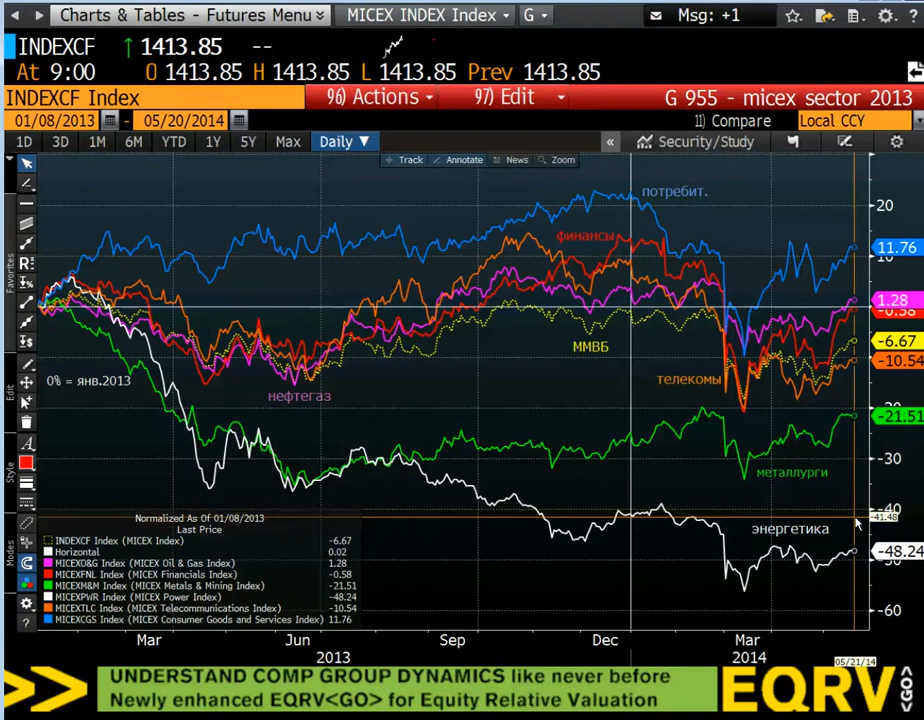 Charts & Tables - Futures Menu
MICEX INDEX Index
G
Msg: +1
?
INDEXCF
1413.85
--
At 9:00
O 1413.85
H 1413.85
L 1413.85
Prev 1413.85
INDEXCF Index
96) Actions
97) Edit
G 955 - micex sector 2013
01/08/2013
-
05/20/2014
11) Compare
Local CCY
1D
3D
1M
6M
YTD
1Y
5Y
Max
Daily
«
Security/Study
Track
Annotate
News
Zoom
Favorites
Edit
Style
Modes
потребит.
финансы
ММВБ
0% = янв.2013
нефтегаз
телекомы
металлурги
энергетика
20
11.76
10
1.28
-0.58
-6.67
-10.54
-20
-21.51
-30
-40
-41.48
-48.24
-50
-60
Normalized As Of 01/08/2013
Last Price
INDEXCF Index (MICEX Index) -6.67
Horizontal 0.02
MICEXO&G Index (MICEX Oil & Gas Index) 1.28
MICEXFNL Index (MICEX Financials Index) -0.58
MICEXM&M Index (MICEX Metals & Mining Index) -21.51
MICEXPWR Index (MICEX Power Index) -48.24
MICEXTLC Index (MICEX Telecommunications Index) -10.54
MICEXCGS Index (MICEX Consumer Goods and Services Index) 11.76
Mar
Jun
Sep
Dec
Mar
2013
2014
05/21/14
UNDERSTAND COMP GROUP DYNAMICS like never before
Newly enhanced EQRV<GO> for Equity Relative Valuation
EQRV<GO>